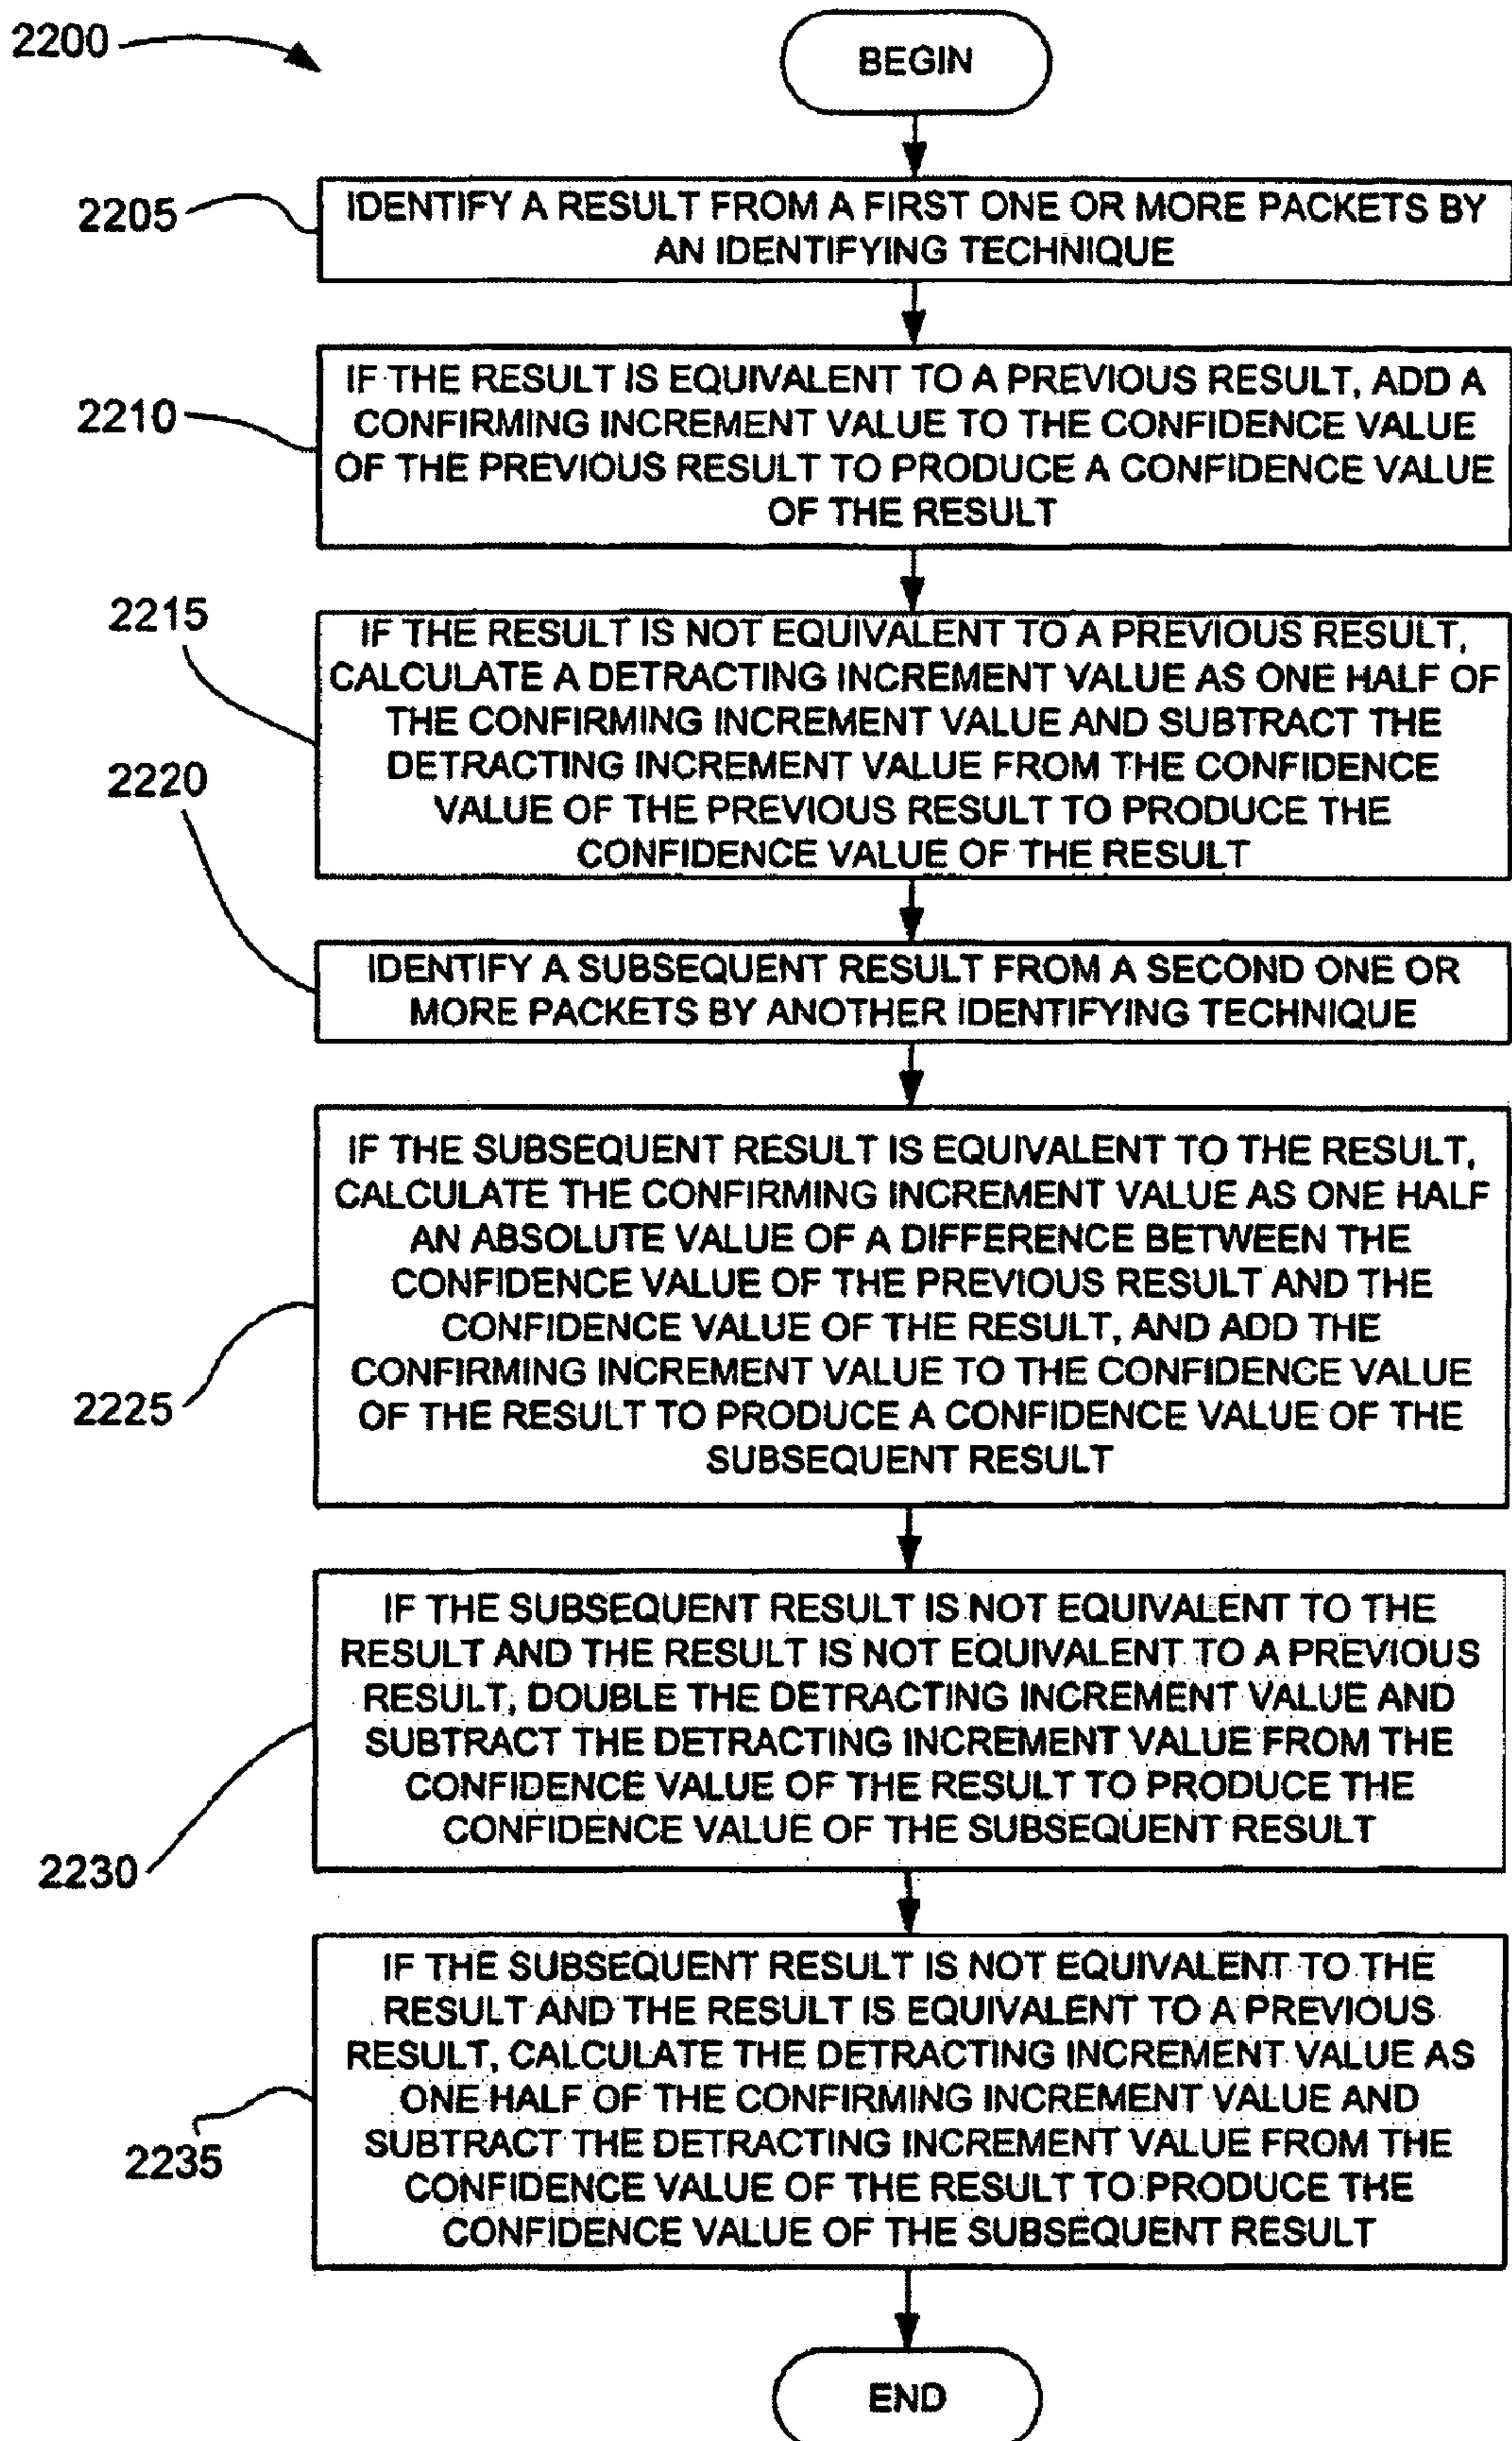 2200
BEGIN
2205
IDENTIFY A RESULT FROM A FIRST ONE OR MORE PACKETS BY
AN IDENTIFYING TECHNIQUE
2210
IF THE RESULT IS EQUIVALENT TO A PREVIOUS RESULT, ADD A
CONFIRMING INCREMENT VALUE TO THE CONFIDENCE VALUE
OF THE PREVIOUS RESULT TO PRODUCE A CONFIDENCE VALUE
OF THE RESULT
2215
IF THE RESULT IS NOT EQUIVALENT TO A PREVIOUS RESULT,
CALCULATE A DETRACTING INCREMENT VALUE AS ONE HALF OF
THE CONFIRMING INCREMENT VALUE AND SUBTRACT THE
DETRACTING INCREMENT VALUE FROM THE CONFIDENCE
VALUE OF THE PREVIOUS RESULT TO PRODUCE THE
CONFIDENCE VALUE OF THE RESULT
2220
IDENTIFY A SUBSEQUENT RESULT FROM A SECOND ONE OR
MORE PACKETS BY ANOTHER IDENTIFYING TECHNIQUE
2225
IF THE SUBSEQUENT RESULT IS EQUIVALENT TO THE RESULT,
CALCULATE THE CONFIRMING INCREMENT VALUE AS ONE HALF
AN ABSOLUTE VALUE OF A DIFFERENCE BETWEEN THE
CONFIDENCE VALUE OF THE PREVIOUS RESULT AND THE
CONFIDENCE VALUE OF THE RESULT, AND ADD THE
CONFIRMING INCREMENT VALUE TO THE CONFIDENCE VALUE
OF THE RESULT TO PRODUCE A CONFIDENCE VALUE OF THE
SUBSEQUENT RESULT
2230
IF THE SUBSEQUENT RESULT IS NOT EQUIVALENT TO THE
RESULT AND THE RESULT IS NOT EQUIVALENT TO A PREVIOUS
RESULT, DOUBLE THE DETRACTING INCREMENT VALUE AND
SUBTRACT THE DETRACTING INCREMENT VALUE FROM THE
CONFIDENCE VALUE OF THE RESULT TO PRODUCE THE
CONFIDENCE VALUE OF THE SUBSEQUENT RESULT
2235
IF THE SUBSEQUENT RESULT IS NOT EQUIVALENT TO THE
RESULT AND THE RESULT IS EQUIVALENT TO A PREVIOUS
RESULT, CALCULATE THE DETRACTING INCREMENT VALUE AS
ONE HALF OF THE CONFIRMING INCREMENT VALUE AND
SUBTRACT THE DETRACTING INCREMENT VALUE FROM THE
CONFIDENCE VALUE OF THE RESULT TO PRODUCE THE
CONFIDENCE VALUE OF THE SUBSEQUENT RESULT
END